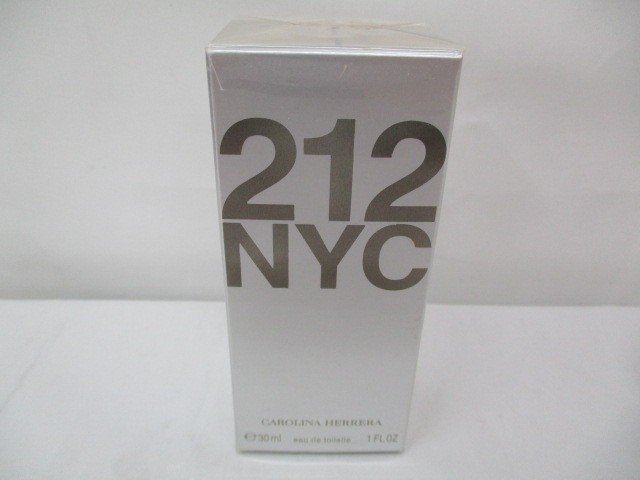 212
NYC
CAROLINA HERRERA
℮30ml eau de toilette 1 FL OZ